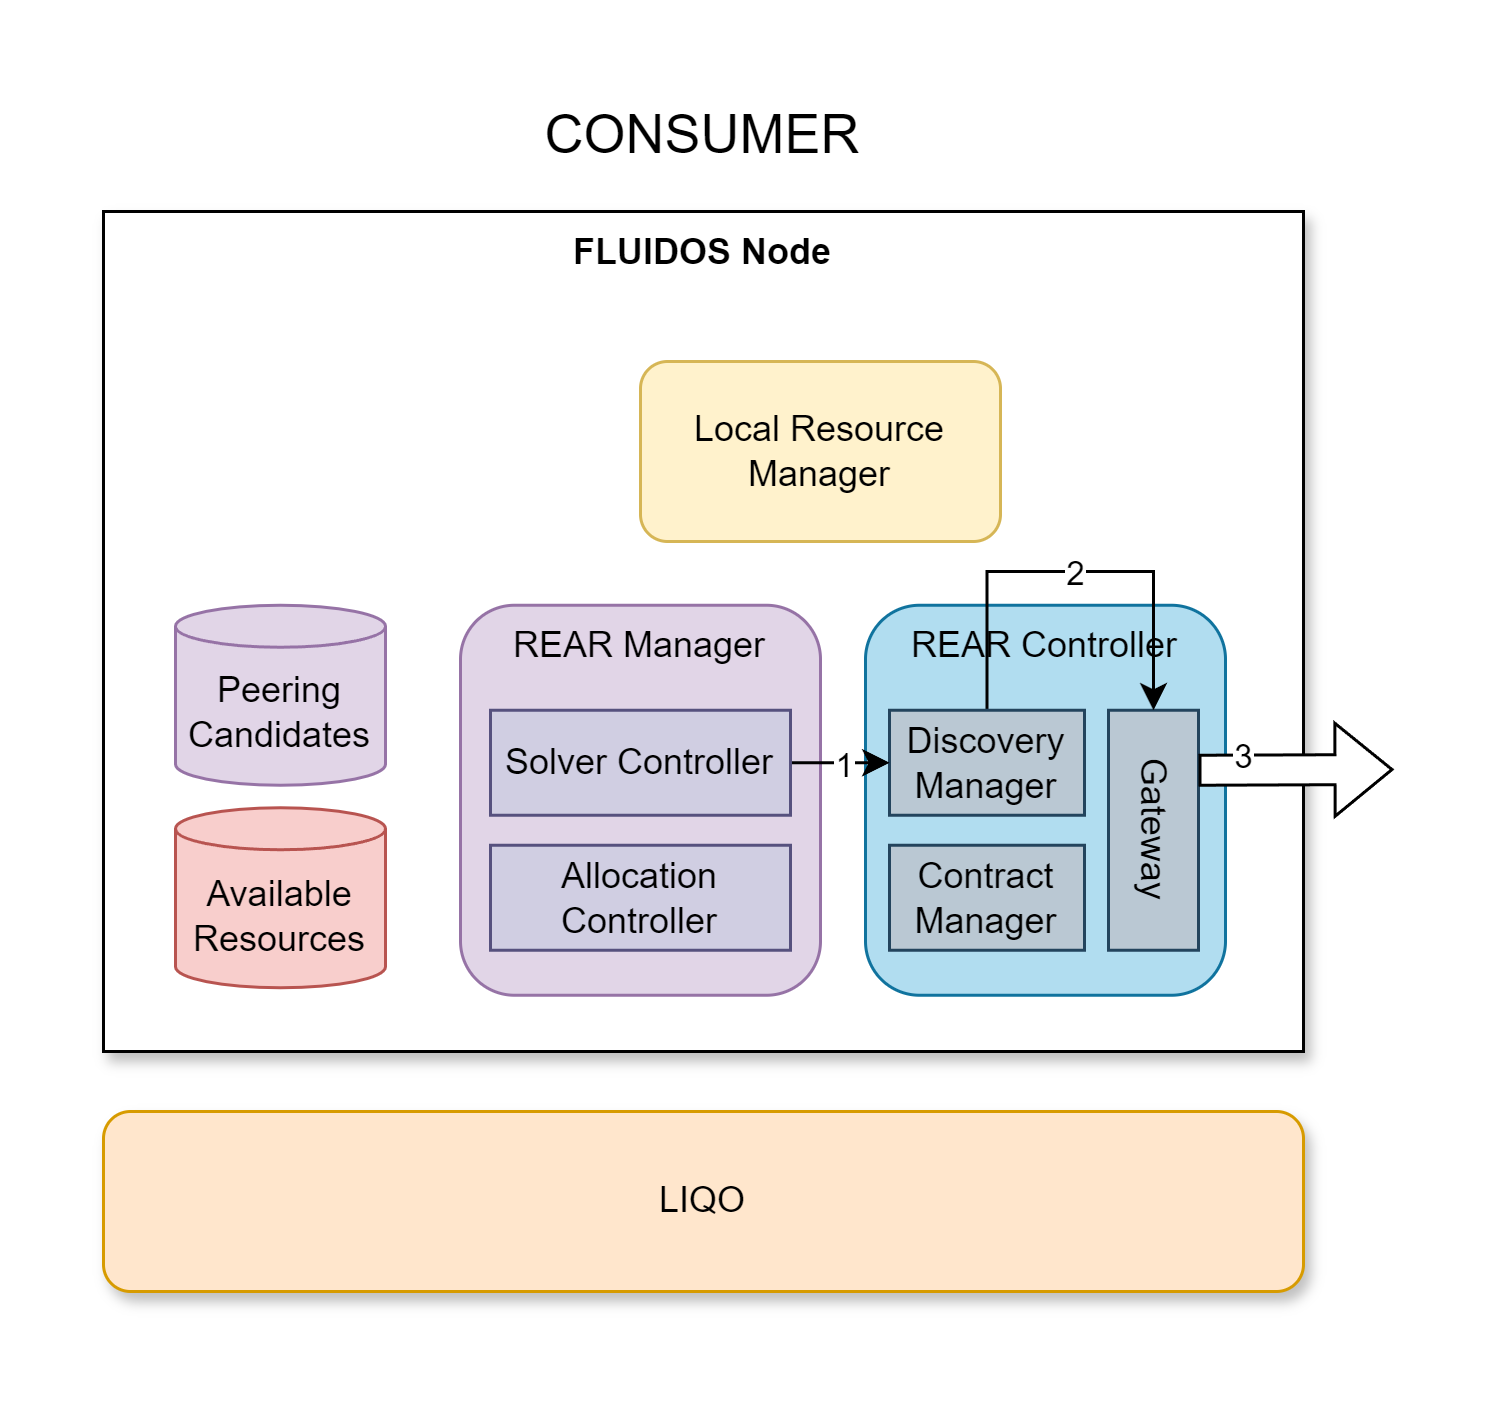 CONSUMER
FLUIDOS Node
Local Resource
Manager
2
Peering
Candidates
REAR Manager
REAR Controller
Solver Controller
1
Discovery
Manager
Gateway
3
Available
Resources
Allocation
Controller
Contract
Manager
LIQO